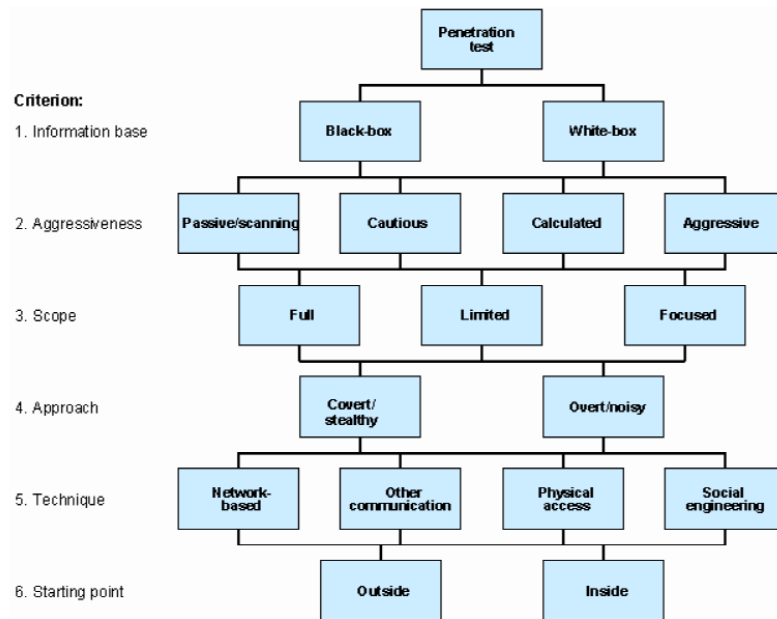 Penetration
test
Criterion:
1. Information base
Black-box
White-box
2. Aggressiveness
Passive/scanning
Cautious
Calculated
Aggressive
3. Scope
Full
Limited
Focused
4. Approach
Covert/
stealthy
Overt/noisy
5. Technique
Network-
based
Other
communication
Physical
access
Social
engineering
6. Starting point
Outside
Inside